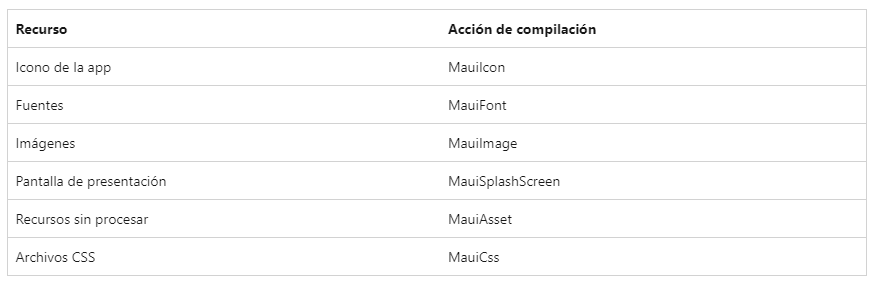 Recurso Acción de compilación
Icono de la app MauiIcon
Fuentes MauiFont
Imágenes MauiImage
Pantalla de presentación MauiSplashScreen
Recursos sin procesar MauiAsset
Archivos CSS MauiCss